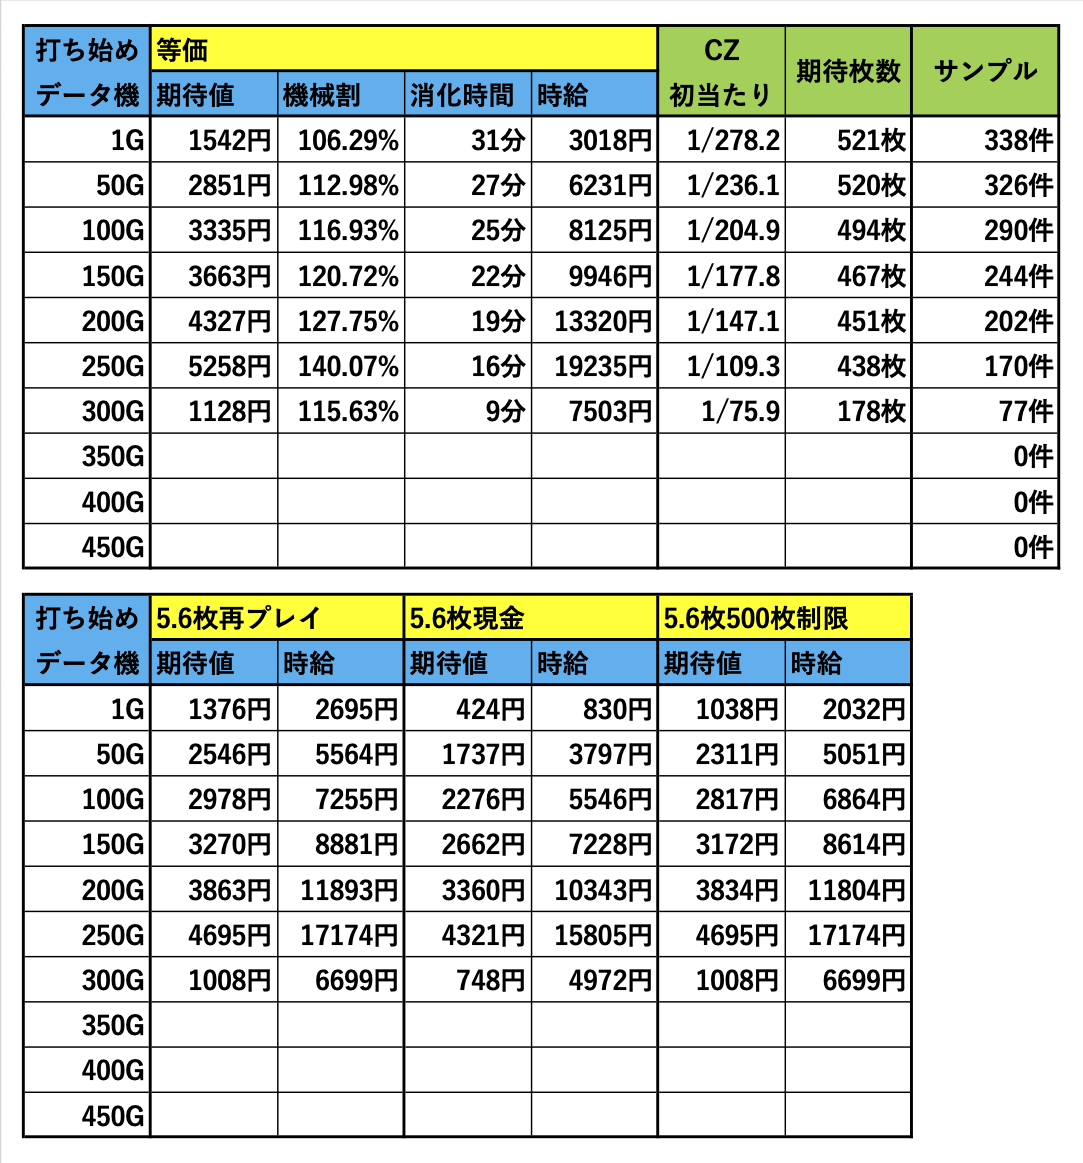 打ち始め 等価 CZ 期待枚数 サンプル
データ機 期待値 機械割 消化時間 時給 初当たり
1G 1542円 106.29% 31分 3018円 1/278.2 521枚 338件
50G 2851円 112.98% 27分 6231円 1/236.1 520枚 326件
100G 3335円 116.93% 25分 8125円 1/204.9 494枚 290件
150G 3663円 120.72% 22分 9946円 1/177.8 467枚 244件
200G 4327円 127.75% 19分 13320円 1/147.1 451枚 202件
250G 5258円 140.07% 16分 19235円 1/109.3 438枚 170件
300G 1128円 115.63% 9分 7503円 1/75.9 178枚 77件
350G 0件
400G 0件
450G 0件
打ち始め 5.6枚再プレイ 5.6枚現金 5.6枚500枚制限
データ機 期待値 時給 期待値 時給 期待値 時給
1G 1376円 2695円 424円 830円 1038円 2032円
50G 2546円 5564円 1737円 3797円 2311円 5051円
100G 2978円 7255円 2276円 5546円 2817円 6864円
150G 3270円 8881円 2662円 7228円 3172円 8614円
200G 3863円 11893円 3360円 10343円 3834円 11804円
250G 4695円 17174円 4321円 15805円 4695円 17174円
300G 1008円 6699円 748円 4972円 1008円 6699円
350G
400G
450G